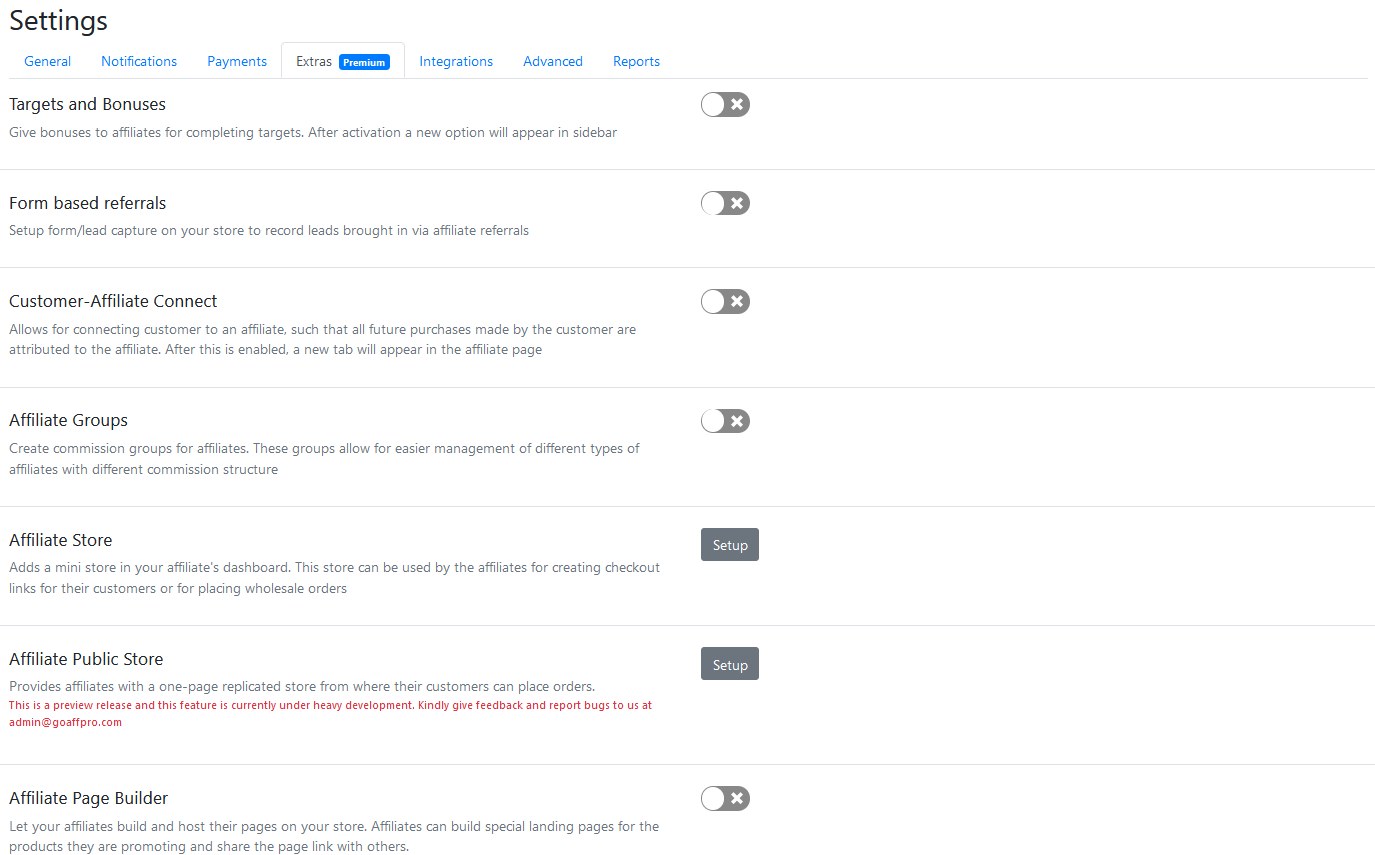 Settings
General Notifications Payments Extras Premium Integrations Advanced Reports
Targets and Bonuses
Give bonuses to affiliates for completing targets. After activation a new option will appear in sidebar
Form based referrals
Setup form/lead capture on your store to record leads brought in via affiliate referrals
Customer-Affiliate Connect
Allows for connecting customer to an affiliate, such that all future purchases made by the customer are
attributed to the affiliate. After this is enabled, a new tab will appear in the affiliate page
Affiliate Groups
Create commission groups for affiliates. These groups allow for easier management of different types of
affiliates with different commission structure
Affiliate Store
Setup
Adds a mini store in your affiliate's dashboard. This store can be used by the affiliates for creating checkout
links for their customers or for placing wholesale orders
Affiliate Public Store
Setup
Provides affiliates with a one-page replicated store from where their customers can place orders.
This is a preview release and this feature is currently under heavy development. Kindly give feedback and report bugs to us at
admin@goaffpro.com
Affiliate Page Builder
Let your affiliates build and host their pages on your store. Affiliates can build special landing pages for the
products they are promoting and share the page link with others.